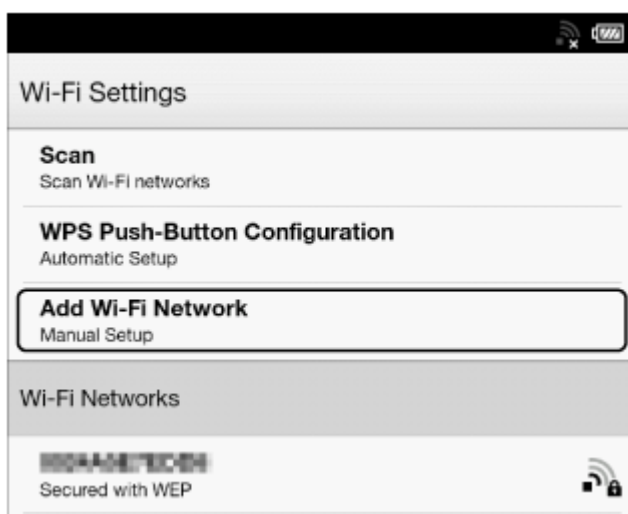 Wi-Fi Settings
Scan
Scan Wi-Fi networks
WPS Push-Button Configuration
Automatic Setup
Add Wi-Fi Network
Manual Setup
Wi-Fi Networks
Secured with WEP